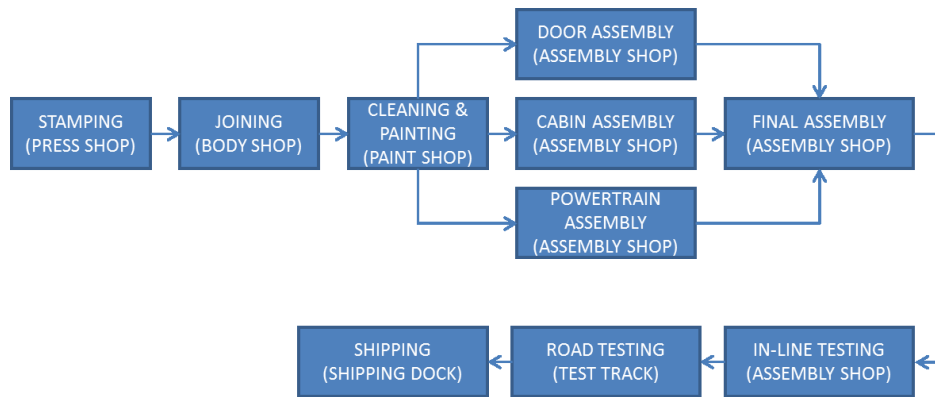 STAMPING
(PRESS SHOP)
JOINING
(BODY SHOP)
CLEANING &
PAINTING
(PAINT SHOP)
DOOR ASSEMBLY
(ASSEMBLY SHOP)
CABIN ASSEMBLY
(ASSEMBLY SHOP)
POWERTRAIN
ASSEMBLY
(ASSEMBLY SHOP)
FINAL ASSEMBLY
(ASSEMBLY SHOP)
IN-LINE TESTING
(ASSEMBLY SHOP)
ROAD TESTING
(TEST TRACK)
SHIPPING
(SHIPPING DOCK)